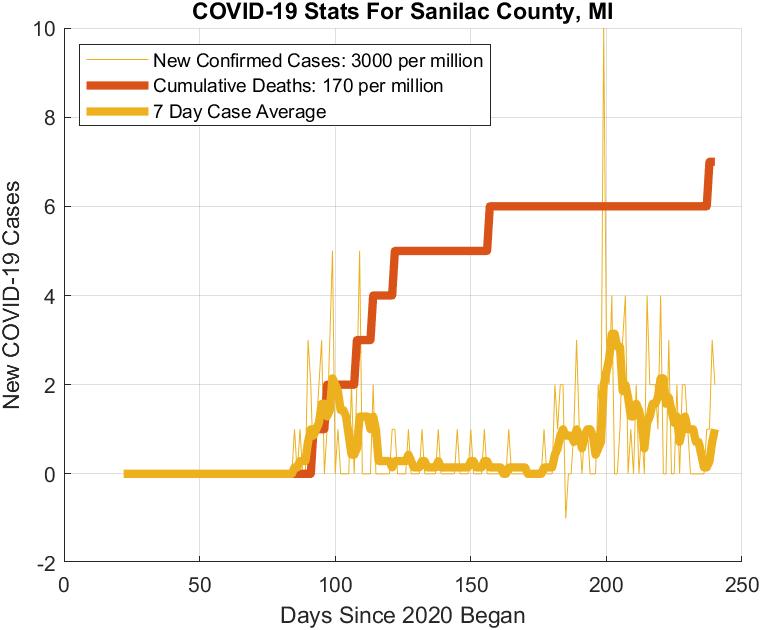 COVID-19 Stats For Sanilac County, MI
New Confirmed Cases: 3000 per million
Cumulative Deaths: 170 per million
7 Day Case Average
10
8
6
4
2
0
-2
New COVID-19 Cases
0 50 100 150 200 250
Days Since 2020 Began